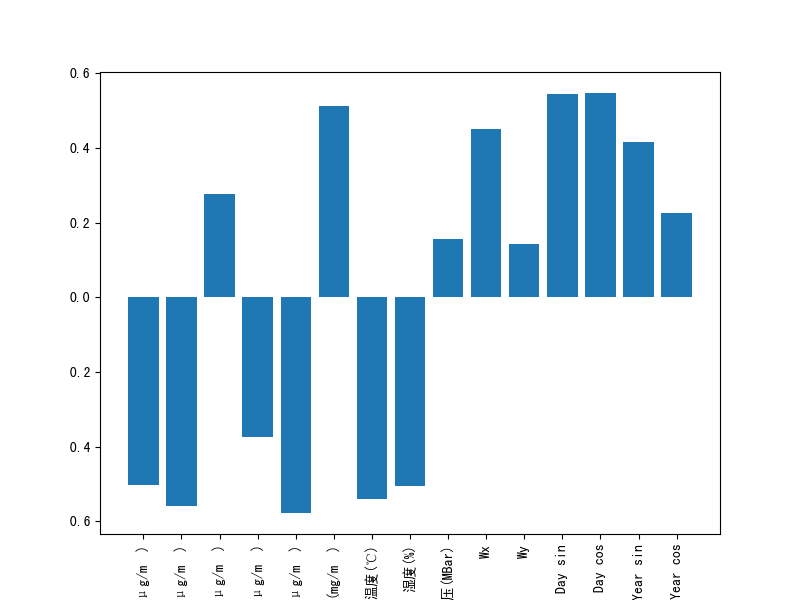 0.6
0.4
0.2
0.0
0.2
0.4
0.6
μg/m )
μg/m )
μg/m )
μg/m )
μg/m )
(mg/m )
温度(℃)
湿度(%)
压(MBar)
Wx
Wy
Day sin
Day cos
Year sin
Year cos